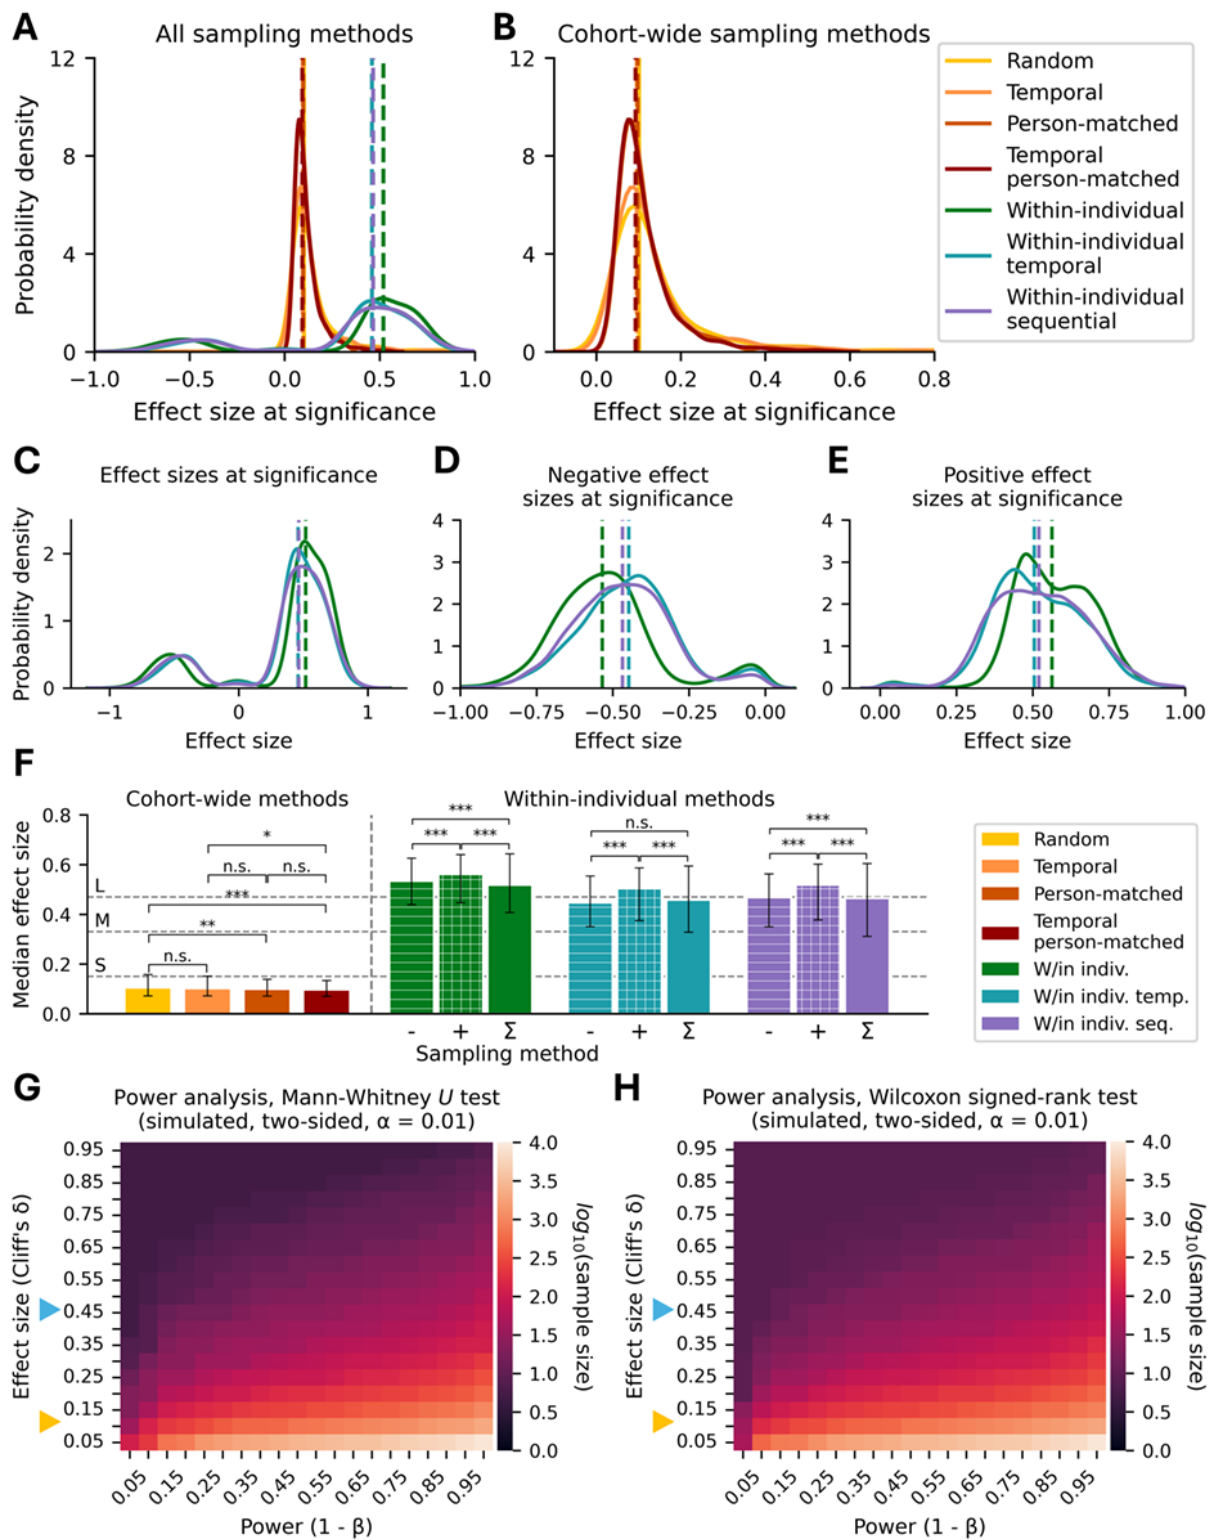 A
All sampling methods
12
8
4
0
Probability density
−1.0
−0.5
0.0
0.5
1.0
Effect size at significance
B
Cohort-wide sampling methods
12
8
4
0
0.0
0.2
0.4
0.6
0.8
Effect size at significance
Random
Temporal
Person-matched
Temporal
person-matched
Within-individual
Within-individual
temporal
Within-individual
sequential
C
Effect sizes at significance
Probability density
2
1
0
−1
0
1
Effect size
D
Negative effect
sizes at significance
4
3
2
1
0
−1.00
−0.75
−0.50
−0.25
0.00
Effect size
E
Positive effect
sizes at significance
4
3
2
1
0
0.00
0.25
0.50
0.75
1.00
Effect size
F
Cohort-wide methods
Within-individual methods
Median effect size
0.8
0.6
0.4
0.2
0.0
L
M
S
*
n.s.
n.s.
***
**
n.s.
***
***
***
n.s.
***
***
***
***
***
- + Σ
- + Σ
- + Σ
Sampling method
Random
Temporal
Person-matched
Temporal
person-matched
W/in indiv.
W/in indiv. temp.
W/in indiv. seq.
G
Power analysis, Mann-Whitney U test
(simulated, two-sided, α = 0.01)
Effect size (Cliff's δ)
0.95
0.85
0.75
0.65
0.55
0.45
0.35
0.25
0.15
0.05
0.05
0.15
0.25
0.35
0.45
0.55
0.65
0.75
0.85
0.95
Power (1 - β)
4.0
3.5
3.0
2.5
2.0
1.5
1.0
0.5
0.0
log10(sample size)
H
Power analysis, Wilcoxon signed-rank test
(simulated, two-sided, α = 0.01)
Effect size (Cliff's δ)
0.95
0.85
0.75
0.65
0.55
0.45
0.35
0.25
0.15
0.05
0.05
0.15
0.25
0.35
0.45
0.55
0.65
0.75
0.85
0.95
Power (1 - β)
4.0
3.5
3.0
2.5
2.0
1.5
1.0
0.5
0.0
log10(sample size)